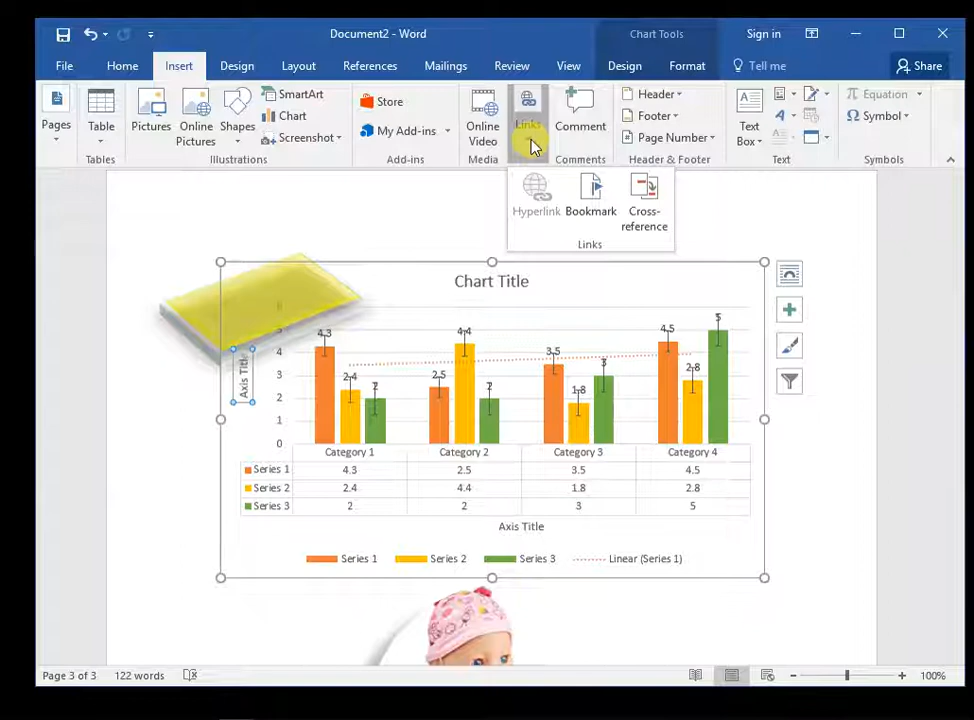 Document2 - Word
Chart Tools
Sign in
File
Home
Insert
Design
Layout
References
Mailings
Review
View
Design
Format
Tell me
Share
Pages
Table
Tables
Pictures
Online
Pictures
Shapes
SmartArt
Chart
Screenshot
Illustrations
Store
My Add-ins
Add-ins
Online
Video
Media
Links
Comment
Comments
Header
Footer
Page Number
Header & Footer
Text
Box
Text
Equation
Symbol
Symbols
Hyperlink
Bookmark
Cross-
reference
Links
Chart Title
Axis Title
6
5
4
3
2
1
0
4.3
2.4
2
2.5
4.4
2
3.5
1.8
3
4.5
2.8
5
Category 1 Category 2 Category 3 Category 4
Series 1 4.3 2.5 3.5 4.5
Series 2 2.4 4.4 1.8 2.8
Series 3 2 2 3 5
Axis Title
Series 1 Series 2 Series 3 Linear (Series 1)
Page 3 of 3 122 words 100%